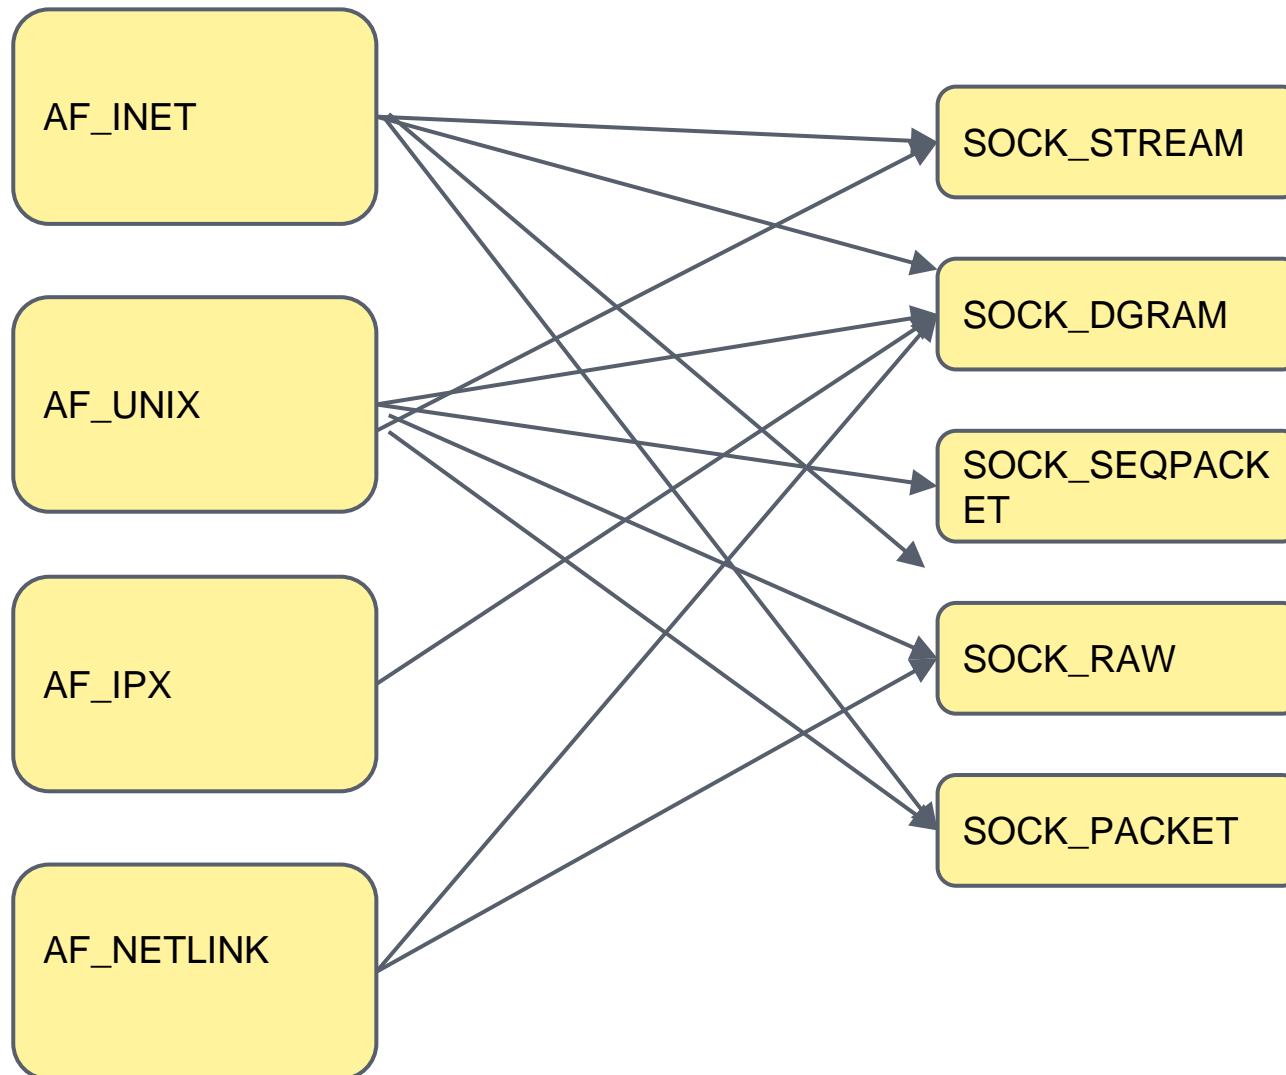 AF_INET
AF_UNIX
AF_IPX
AF_NETLINK
SOCK_STREAM
SOCK_DGRAM
SOCK_SEQPACK
ET
SOCK_RAW
SOCK_PACKET